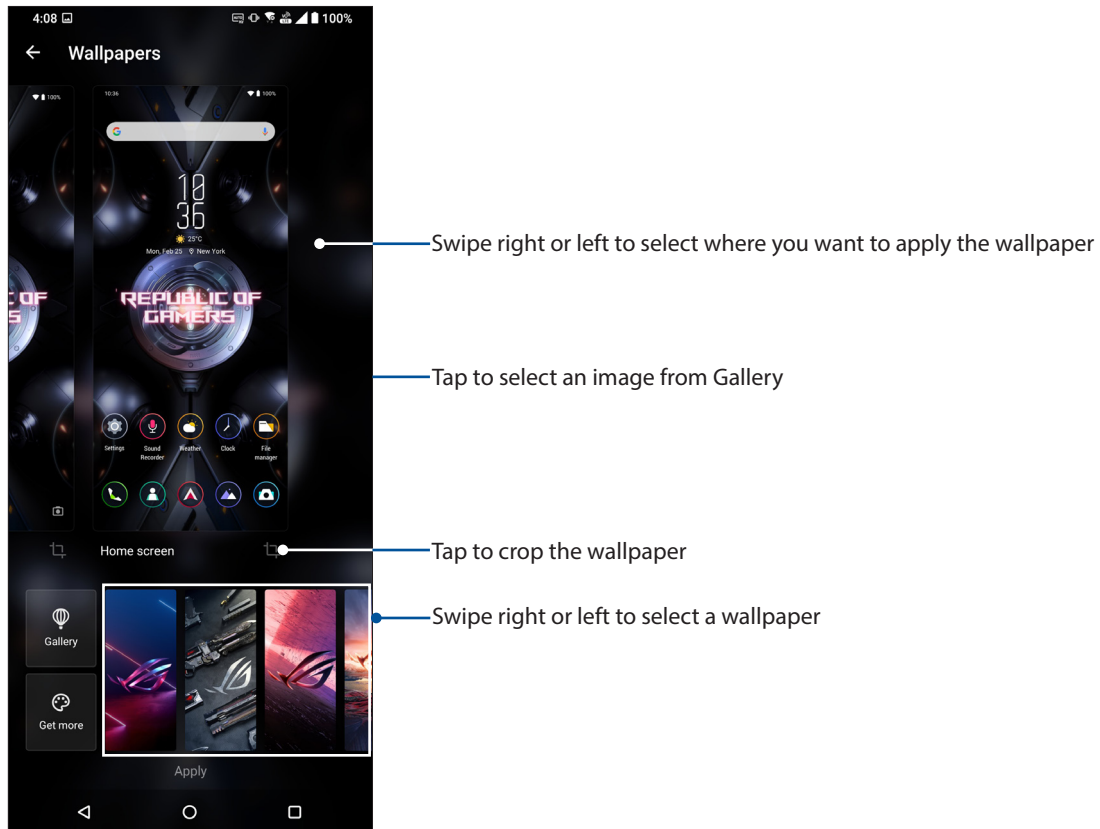 4:08 100%
Wallpapers
100%
10:36 100%
G
10
36
25°C
Mon, Feb 25 New York
Swipe right or left to select where you want to apply the wallpaper
OF
S
REPUBLIC OF
GAMERS
Tap to select an image from Gallery
Settings Sound Recorder Weather Clock File manager
Home screen
Tap to crop the wallpaper
Swipe right or left to select a wallpaper
Gallery
Get more
Apply